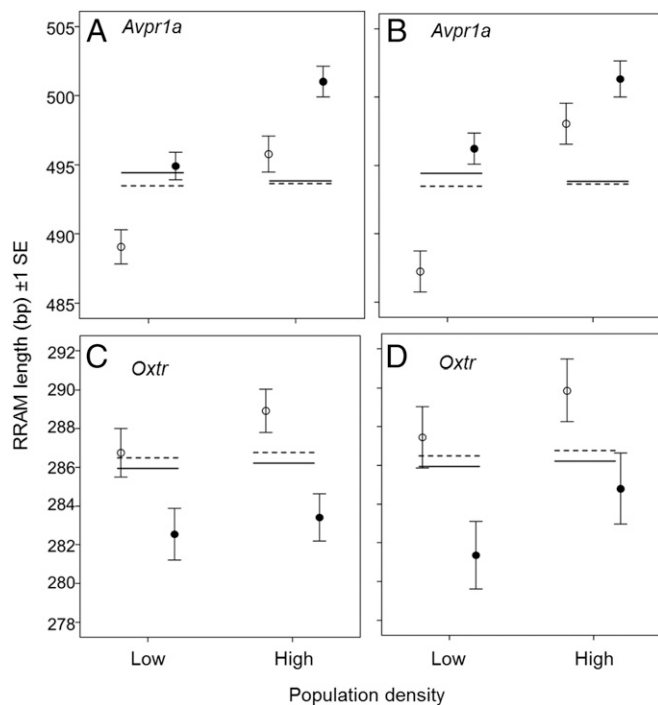 A Avpr1a
B Avpr1a
505
500
495
490
485
RRAM length (bp) ±1 SE
C Oxtr
D Oxtr
292
290
288
286
284
282
280
278
Low High Low High
Population density